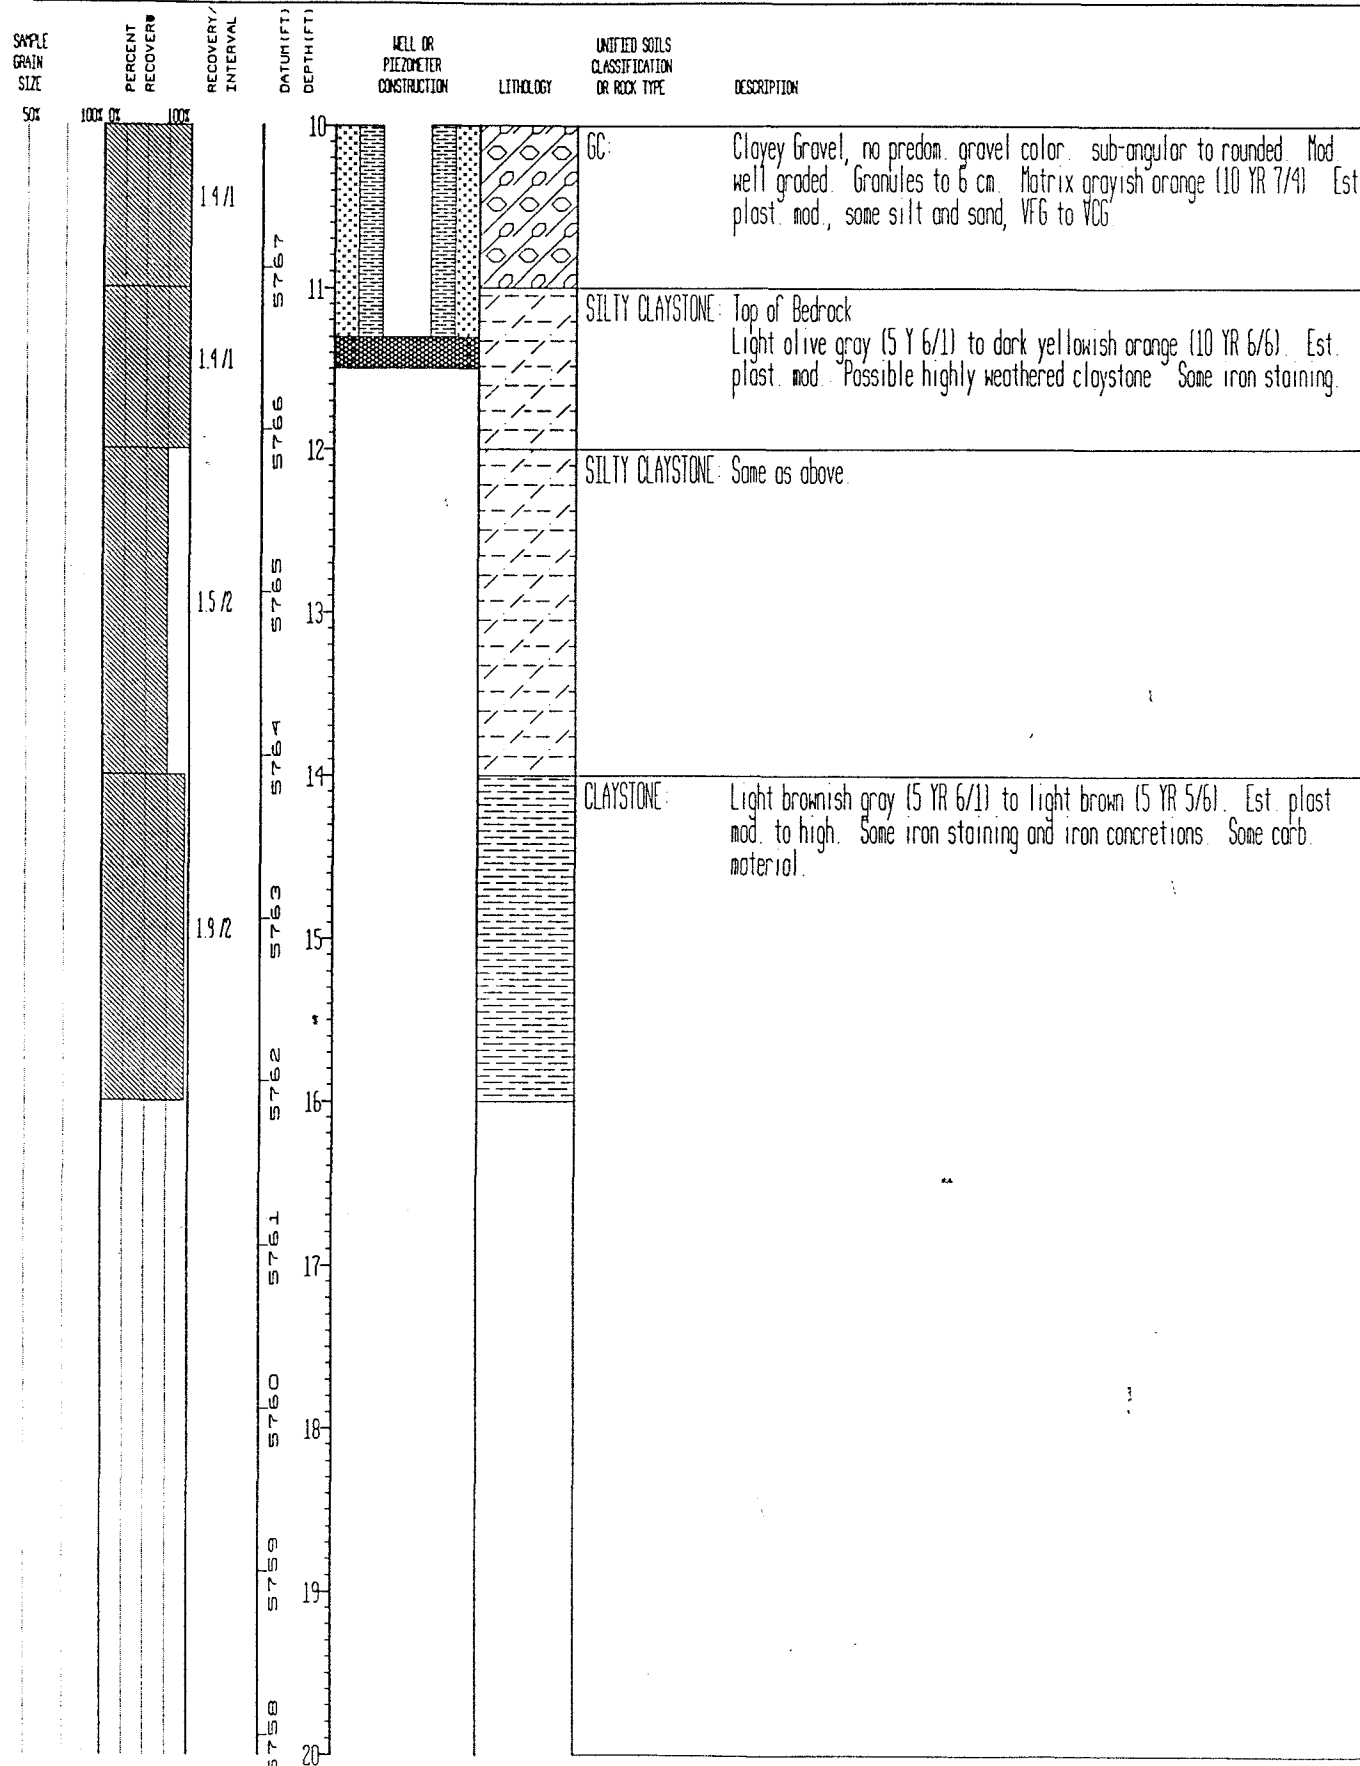 SAMPLE
GRAIN
SIZE
PERCENT
RECOVERY
RECOVERY/
INTERVAL
DATUM(FT)
DEPTH(FT)
WELL OR
PIEZOMETER
CONSTRUCTION
LITHOLOGY
UNIFIED SOILS
CLASSIFICATION
OR ROCK TYPE
DESCRIPTION
50% 100% 0% 100%
10
GC: Clayey Gravel, no predom. gravel color. sub-angular to rounded. Mod.
well graded. Granules to 6 cm. Matrix grayish orange (10 YR 7/4) Est
plast. mod., some silt and sand, VFG to VCG
1.4/1
5767
11
SILTY CLAYSTONE: Top of Bedrock
Light olive gray (5 Y 6/1) to dark yellowish orange (10 YR 6/6). Est.
plast. mod. Possible highly weathered claystone Some iron staining.
1.4/1
5766
12
SILTY CLAYSTONE: Same as above.
1.5/2
5765
13
5764
14
CLAYSTONE: Light brownish gray (5 YR 6/1) to light brown (5 YR 5/6). Est. plast
mod. to high. Some iron staining and iron concretions. Some carb.
material.
1.9/2
5763
15
5762
16
5761
17
5760
18
5759
19
5758
20